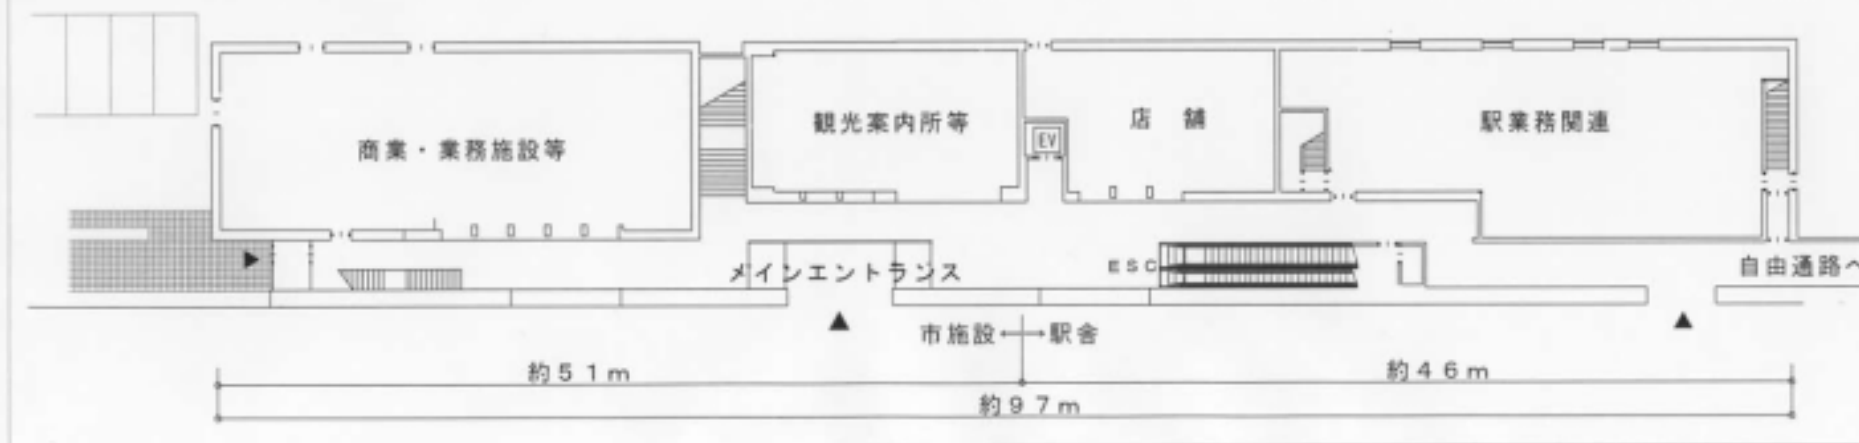 商業・業務施設等
観光案内所等
EV
店 舗
駅業務関連
メインエントランス
ESC
自由通路へ
市施設←→駅舎
約51m
約46m
約97m